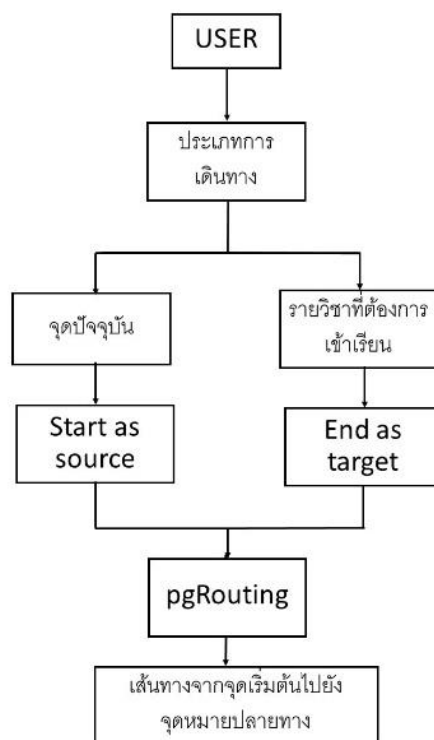 USER
ประเภทการ
เดินทาง
จุดปัจจุบัน
รายวิชาที่ต้องการ
เข้าเรียน
Start as
source
End as
target
pgRouting
เส้นทางจากจุดเริ่มต้นไปยัง
จุดหมายปลายทาง